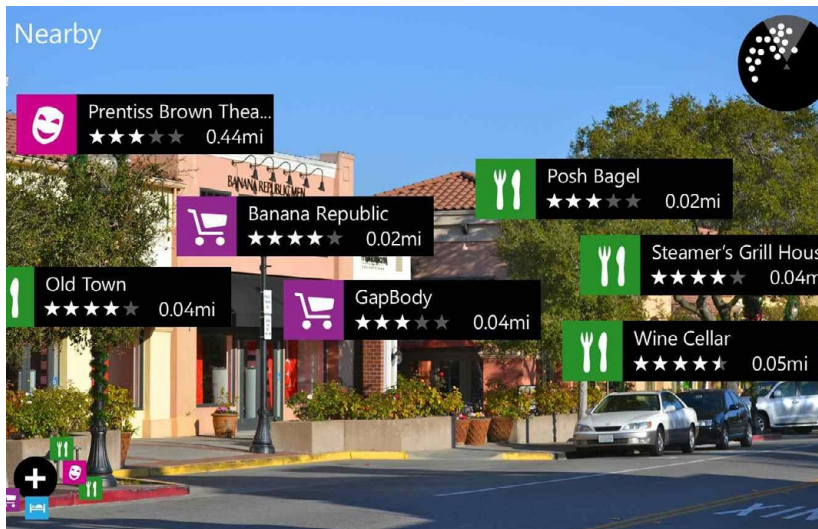 Nearby
Prentiss Brown Thea...
0.44mi
BANANA REPUBLIC MEN
Posh Bagel
0.02mi
Banana Republic
0.02mi
Steamer's Grill Hous
0.04m
Old Town
0.04mi
GapBody
0.04mi
Wine Cellar
0.05mi